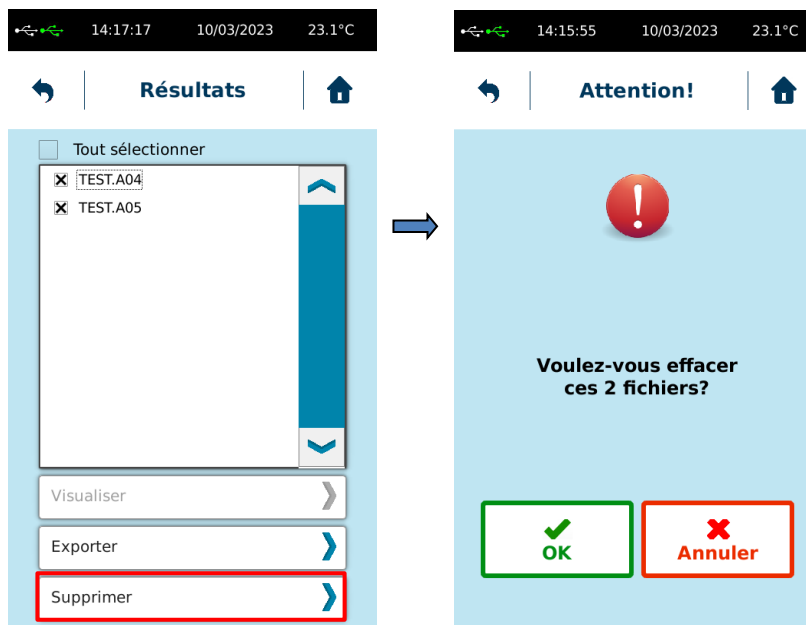 14:17:17 10/03/2023 23.1°C
Résultats
Tout sélectionner
TEST.A04
TEST.A05
Visualiser
Exporter
Supprimer
14:15:55 10/03/2023 23.1°C
Attention!
Voulez-vous effacer
ces 2 fichiers?
OK
Annuler